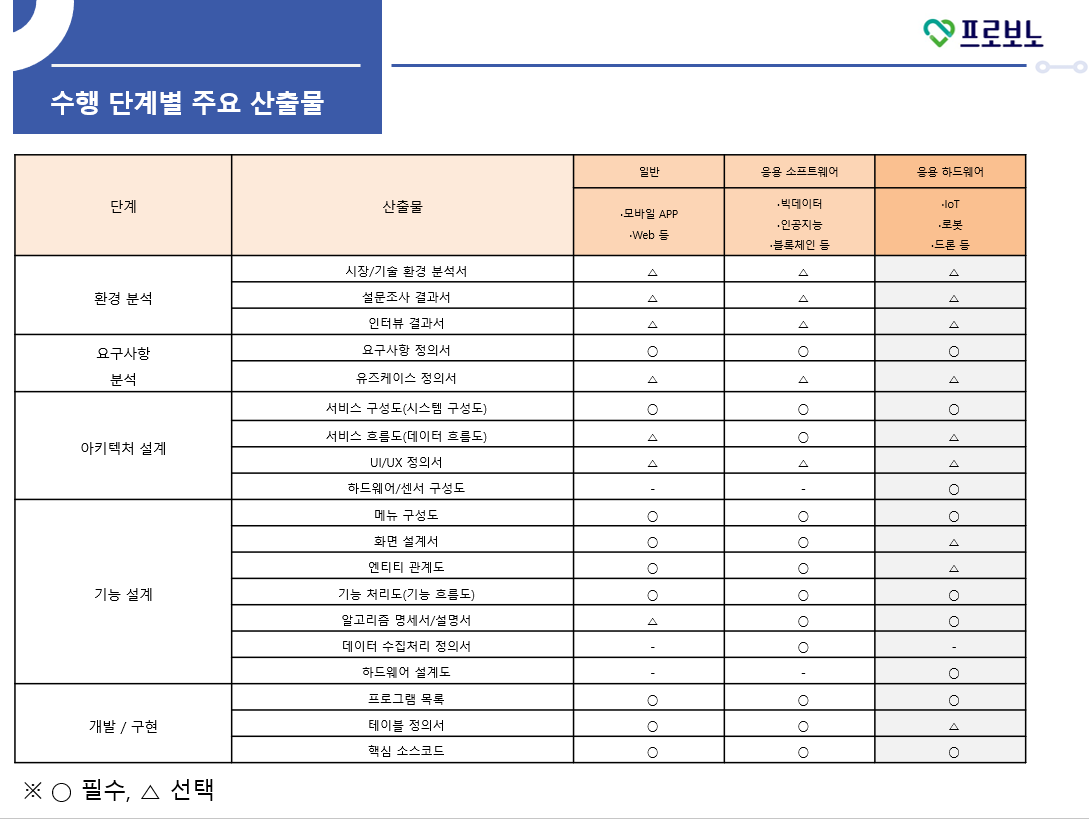 프로보노
수행 단계별 주요 산출물
단계 산출물 일반 응용 소프트웨어 응용 하드웨어
·모바일 APP
·Web 등
·빅데이터
·인공지능
·블록체인 등
·IoT
·로봇
·드론 등
환경 분석
시장/기술 환경 분석서 △ △ △
설문조사 결과서 △ △ △
인터뷰 결과서 △ △ △
요구사항
분석
요구사항 정의서 ○ ○ ○
유즈케이스 정의서 △ △ △
아키텍처 설계
서비스 구성도(시스템 구성도) ○ ○ ○
서비스 흐름도(데이터 흐름도) △ ○ △
UI/UX 정의서 △ △ △
하드웨어/센서 구성도 - - ○
기능 설계
메뉴 구성도 ○ ○ ○
화면 설계서 ○ ○ △
엔티티 관계도 ○ ○ △
기능 처리도(기능 흐름도) ○ ○ ○
알고리즘 명세서/설명서 △ ○ ○
데이터 수집처리 정의서 - ○ -
하드웨어 설계도 - - ○
개발 / 구현
프로그램 목록 ○ ○ ○
테이블 정의서 ○ ○ △
핵심 소스코드 ○ ○ ○
※ ○ 필수, △ 선택